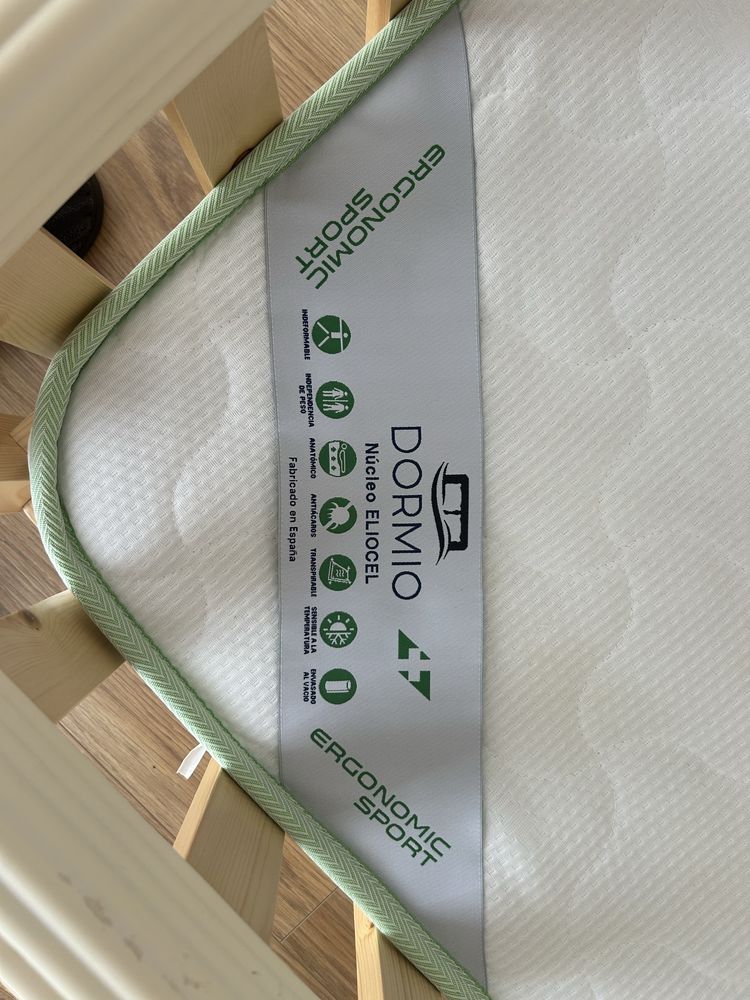 ERGONOMIC
SPORT
DORMIO
Núcleo ELIOCEL
INDEFORMABLE
INDEPENDENCIA
DE PESO
ANATÓMICO
ANTIÁCAROS
TRANSPIRABLE
SENSIBLE A LA
TEMPERATURA
ENVASADO
AL VACIO
Fabricado en España
ERGONOMIC
SPORT